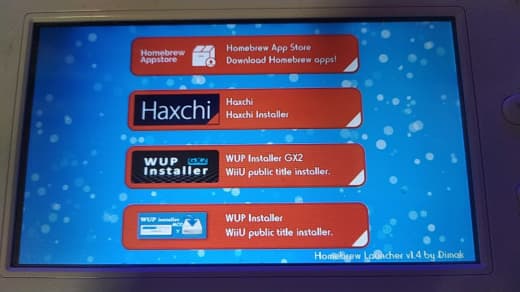 Homebrew
Appstore
Homebrew App Store
Download Homebrew apps!
Haxchi
Haxchi
Haxchi Installer
WUP GX2
Installer
WUP Installer GX2
WiiU public title installer.
WUP installer
WUP Installer
WiiU public title installer.
Homebrew Launcher v1.4 by Dimok